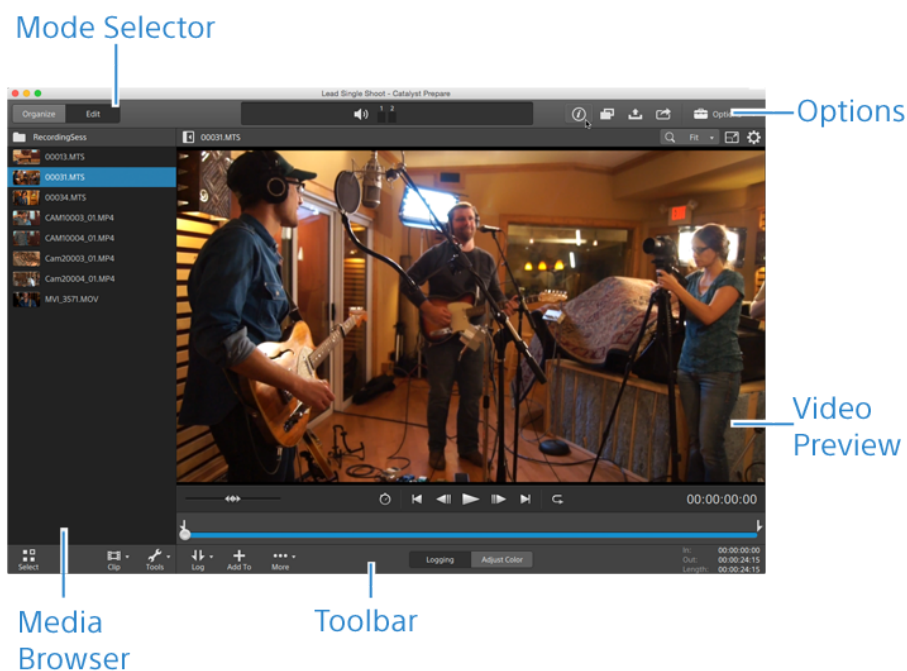 Mode Selector
Lead Single Shoot - Catalyst Prepare
Organize Edit
1 2
Options
Options
RecordingSess
00031.MTS
Fit
00013.MTS
00031.MTS
00034.MTS
CAM10003_01.MP4
CAM10004_01.MP4
Cam20003_01.MP4
Cam20004_01.MP4
MVI_3571.MOV
EXIT
Video
Preview
00:00:00:00
Select
Clip
Tools
Log
Add To
More
Logging
Adjust Color
In: 00:00:00:00
Out: 00:00:24:15
Length: 00:00:24:15
Media
Browser
Toolbar